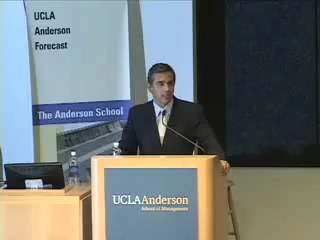 UCLA
Anderson
Forecast
The Anderson School
UCLAAnderson
School of Management